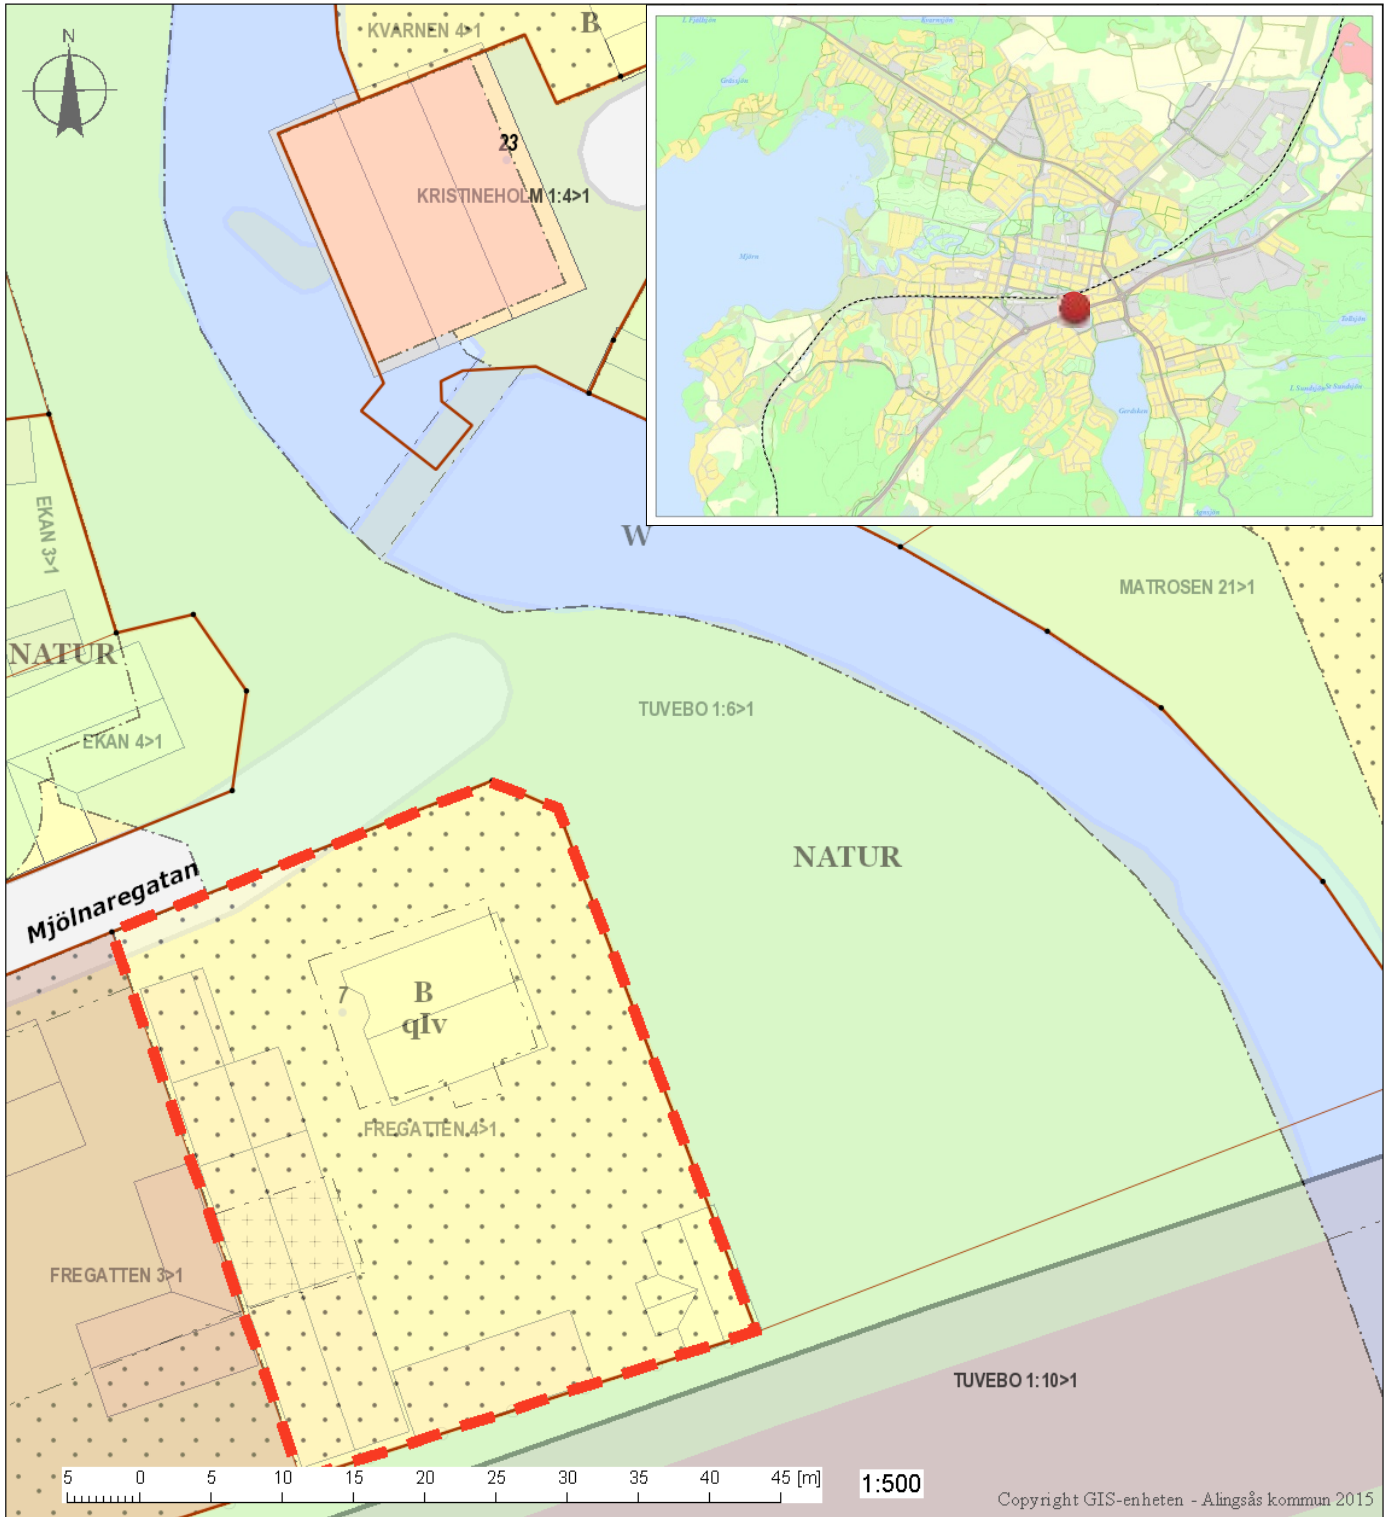 N
KVARNEN 4>1
B
23
KRISTINEHOLM 1:4>1
Mjörn
Gerdsken
EKAN 3>1
W
MATROSEN 21>1
NATUR
TUVEBO 1:6>1
EKAN 4>1
NATUR
Mjölnaregatan
7
B
qIv
FREGATTEN 4>1
FREGATTEN 3>1
TUVEBO 1:10>1
5 0 5 10 15 20 25 30 35 40 45 [m]
1:500
Copyright GIS-enheten - Alingsås kommun 2015